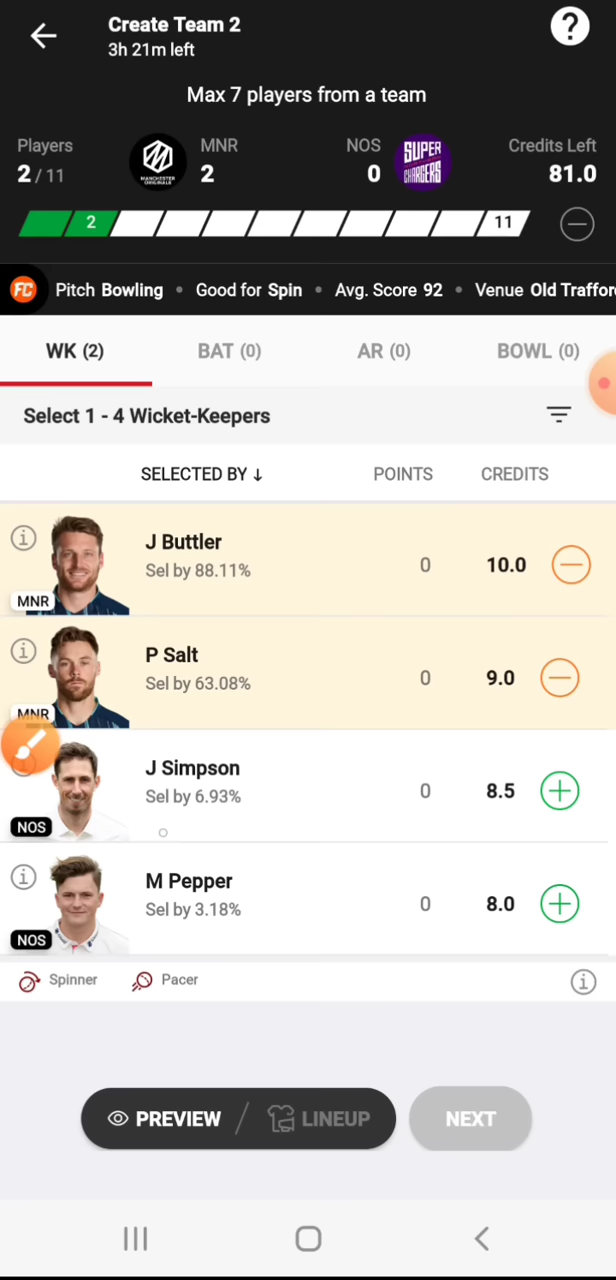 Create Team 2
3h 21m left
?
Max 7 players from a team
Players MNR NOS Credits Left
2 / 11 2 0 81.0
MANCHESTER ORIGINALS
SUPER CHARGERS
2 11
FC Pitch Bowling • Good for Spin • Avg. Score 92 • Venue Old Traffor
WK (2) BAT (0) AR (0) BOWL (0)
Select 1 - 4 Wicket-Keepers
SELECTED BY ↓ POINTS CREDITS
J Buttler
Sel by 88.11% 0 10.0
MNR
P Salt
Sel by 63.08% 0 9.0
MNR
J Simpson
Sel by 6.93% 0 8.5
NOS
M Pepper
Sel by 3.18% 0 8.0
NOS
Spinner Pacer
PREVIEW / LINEUP NEXT